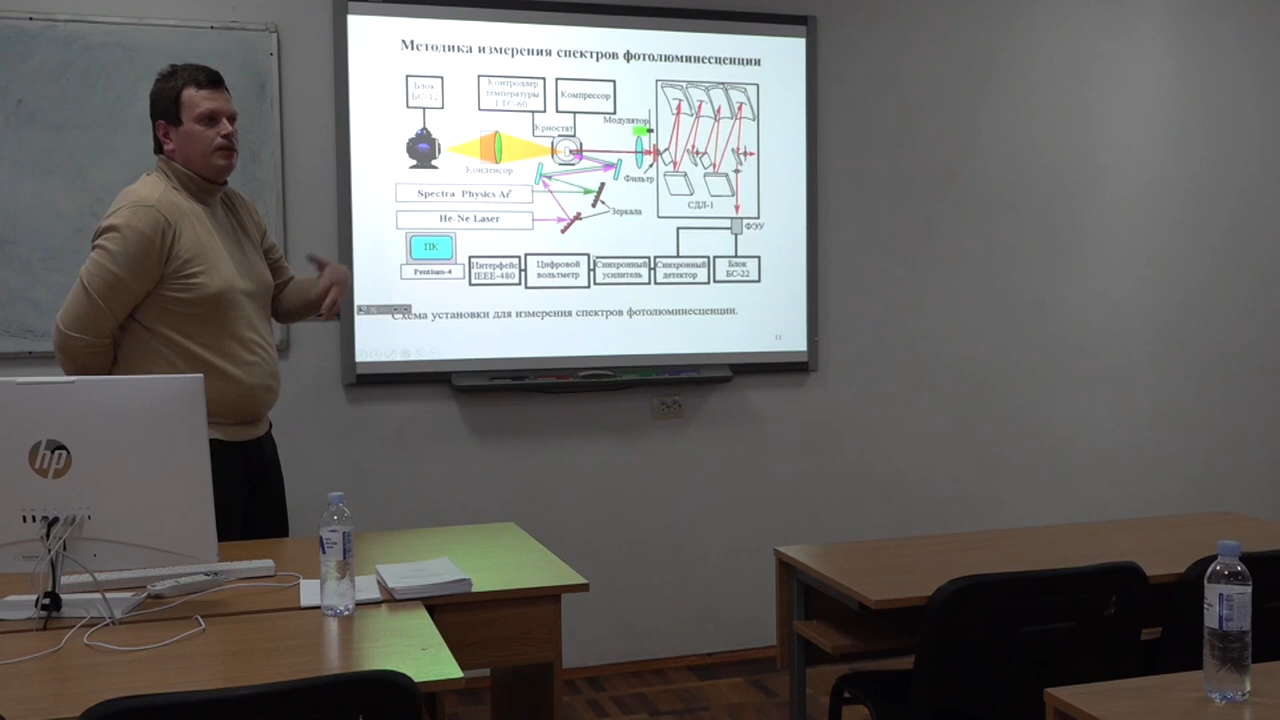 Методика измерения спектров фотолюминесценции
Блок
БС-12
Контроллер
температуры
LTC-60
Компрессор
Криостат
Модулятор
Конденсор
Фильтр
Spectra Physics Ar⁺
Зеркала
He-Ne Laser
СДЛ-1
ФЭУ
ПК
Pentium-4
Интерфейс
IEEE-480
Цифровой
вольтметр
Синхронный
усилитель
Синхронный
детектор
Блок
БС-22
Схема установки для измерения спектров фотолюминесценции.
11
hp